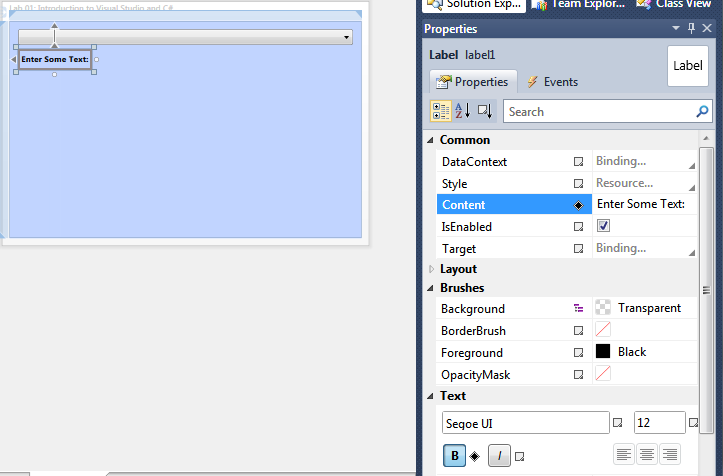 Lab 01: Introduction to Visual Studio and C#
Enter Some Text:
Solution Exp...
Team Explor...
Class View
Properties
Label label1
Label
Properties
Events
A
Z
Search
Common
DataContext Binding...
Style Resource...
Content Enter Some Text:
IsEnabled
Target Binding...
Layout
Brushes
Background Transparent
BorderBrush
Foreground Black
OpacityMask
Text
Segoe UI 12
B I